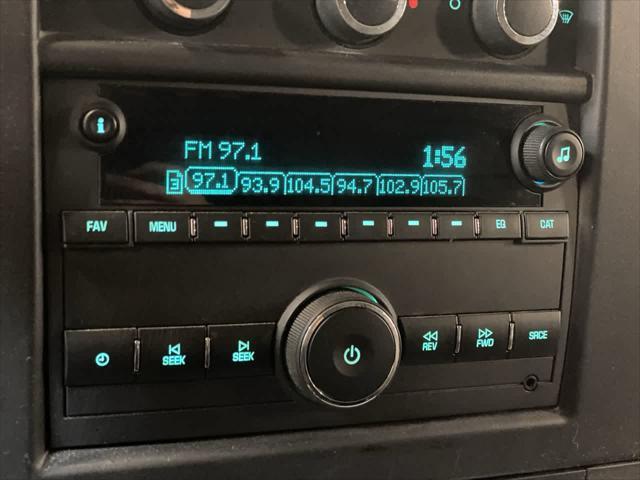 i
FM 97.1 1:56
3 97.1 93.9 104.5 94.7 102.9 105.7
FAV MENU EQ CAT
SEEK SEEK REV FWD SRCE